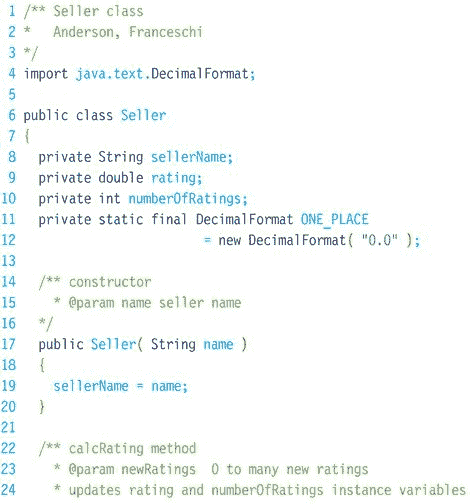 1 /** Seller class
2 * Anderson, Franceschi
3 */
4 import java.text.DecimalFormat;
5
6 public class Seller
7 {
8 private String sellerName;
9 private double rating;
10 private int numberOfRatings;
11 private static final DecimalFormat ONE_PLACE
12 = new DecimalFormat( "0.0" );
13
14 /** constructor
15 * @param name seller name
16 */
17 public Seller( String name )
18 {
19 sellerName = name;
20 }
21
22 /** calcRating method
23 * @param newRatings 0 to many new ratings
24 * updates rating and numberOfRatings instance variables